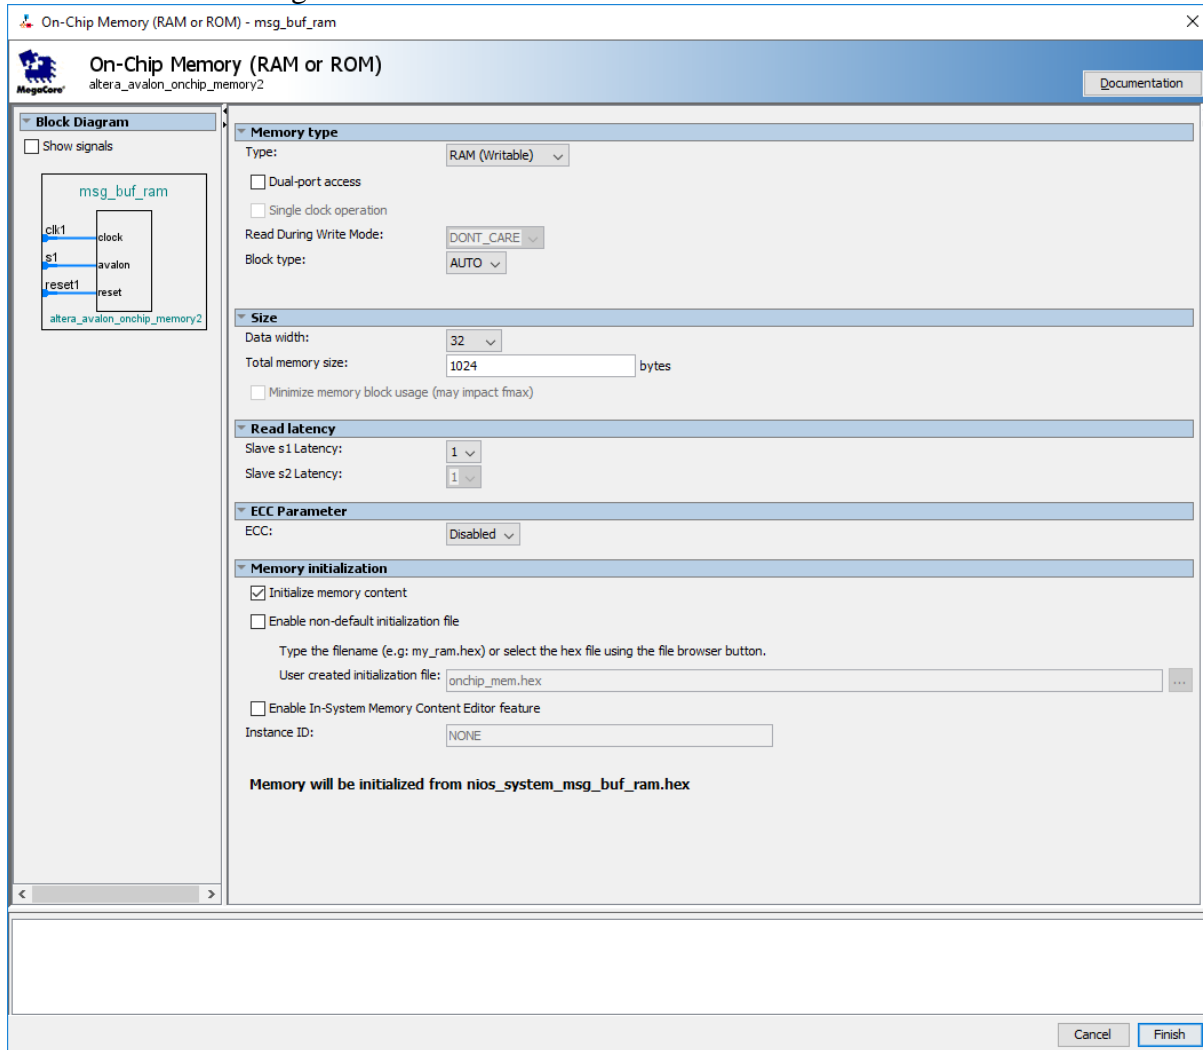 On-Chip Memory (RAM or ROM) - msg_buf_ram
MegaCore'
On-Chip Memory (RAM or ROM)
altera_avalon_onchip_memory2
Documentation
Block Diagram
Show signals
msg_buf_ram
clk1
clock
s1
avalon
reset1
reset
altera_avalon_onchip_memory2
Memory type
Type: RAM (Writable)
Dual-port access
Single clock operation
Read During Write Mode: DONT_CARE
Block type: AUTO
Size
Data width: 32
Total memory size: 1024 bytes
Minimize memory block usage (may impact fmax)
Read latency
Slave s1 Latency: 1
Slave s2 Latency: 1
ECC Parameter
ECC: Disabled
Memory initialization
Initialize memory content
Enable non-default initialization file
Type the filename (e.g: my_ram.hex) or select the hex file using the file browser button.
User created initialization file: onchip_mem.hex ...
Enable In-System Memory Content Editor feature
Instance ID: NONE
Memory will be initialized from nios_system_msg_buf_ram.hex
Cancel Finish